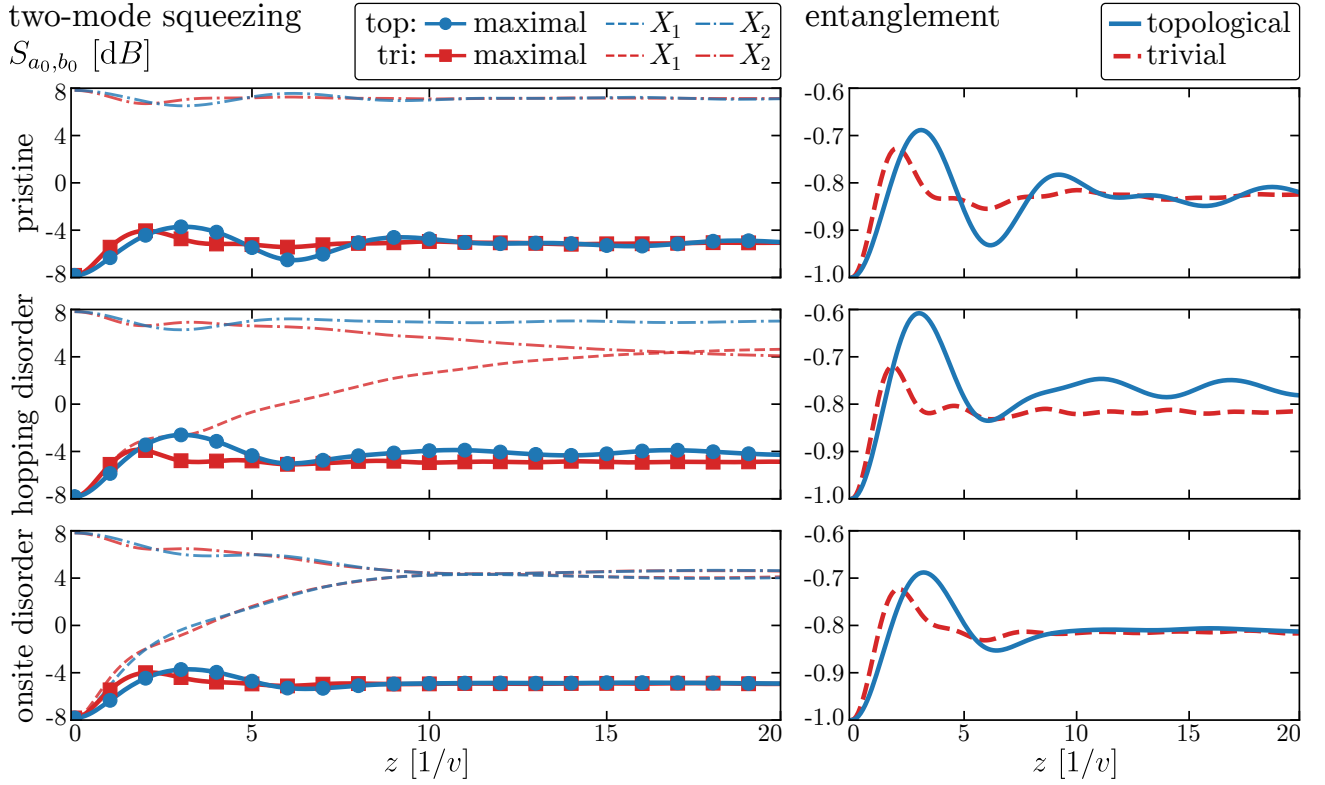 two-mode squeezing
S_{a_0,b_0} [dB]
top: maximal X_1 X_2
tri: maximal X_1 X_2
entanglement
topological
trivial
pristine
8
4
0
-4
-8
-0.6
-0.7
-0.8
-0.9
-1.0
hopping disorder
8
4
0
-4
-8
-0.6
-0.7
-0.8
-0.9
-1.0
onsite disorder
8
4
0
-4
-8
-0.6
-0.7
-0.8
-0.9
-1.0
0 5 10 15 20
z [1/v]
0 5 10 15 20
z [1/v]